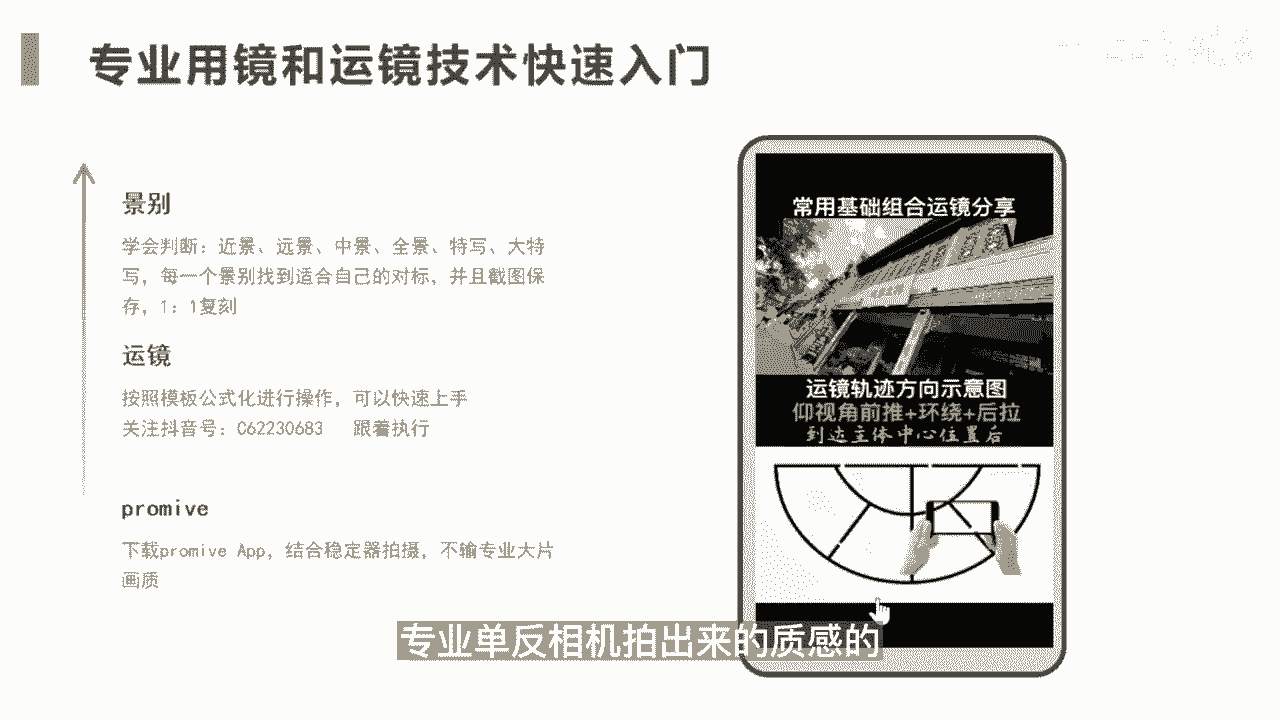 专业用镜和运镜技术快速入门
景别
学会判断：近景、远景、中景、全景、特写、大特
写，每一个景别找到适合自己的对标，并且截图保
存，1：1复刻
运镜
按照模板公式化进行操作，可以快速上手
关注抖音号：C62230683 跟着执行
promive
下载promive App，结合稳定器拍摄，不输专业大片
画质
常用基础组合运镜分享
运镜轨迹方向示意图
仰视角前推+环绕+后拉
到达主体中心位置后
专业单反相机拍出来的质感的